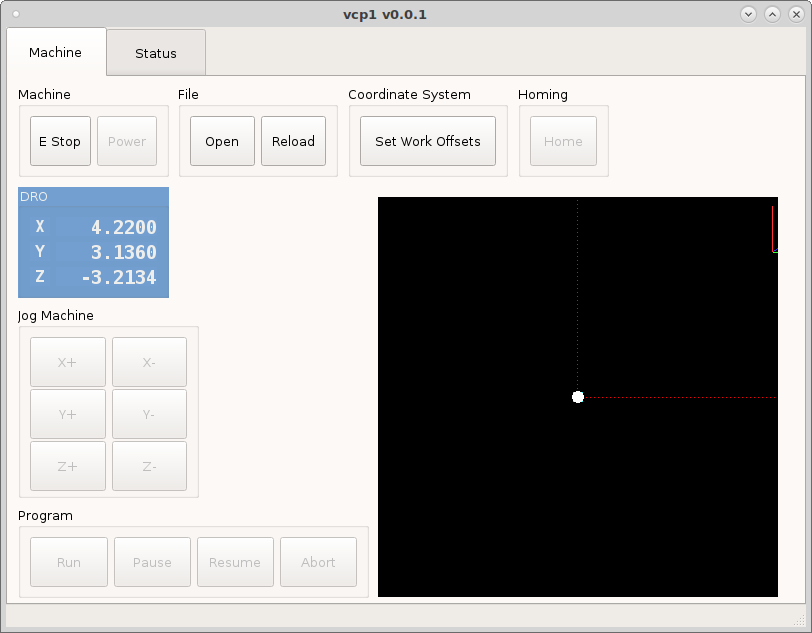 vcp1 v0.0.1
Machine Status
Machine File Coordinate System Homing
E Stop Power Open Reload Set Work Offsets Home
DRO
X 4.2200
Y 3.1360
Z -3.2134
Jog Machine
X+ X-
Y+ Y-
Z+ Z-
Program
Run Pause Resume Abort